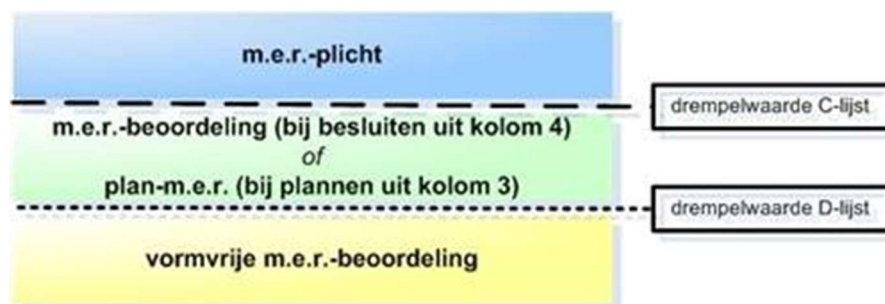 m.e.r.-plicht
drempelwaarde C-lijst
m.e.r.-beoordeling (bij besluiten uit kolom 4)
of
plan-m.e.r. (bij plannen uit kolom 3)
drempelwaarde D-lijst
vormvrije m.e.r.-beoordeling